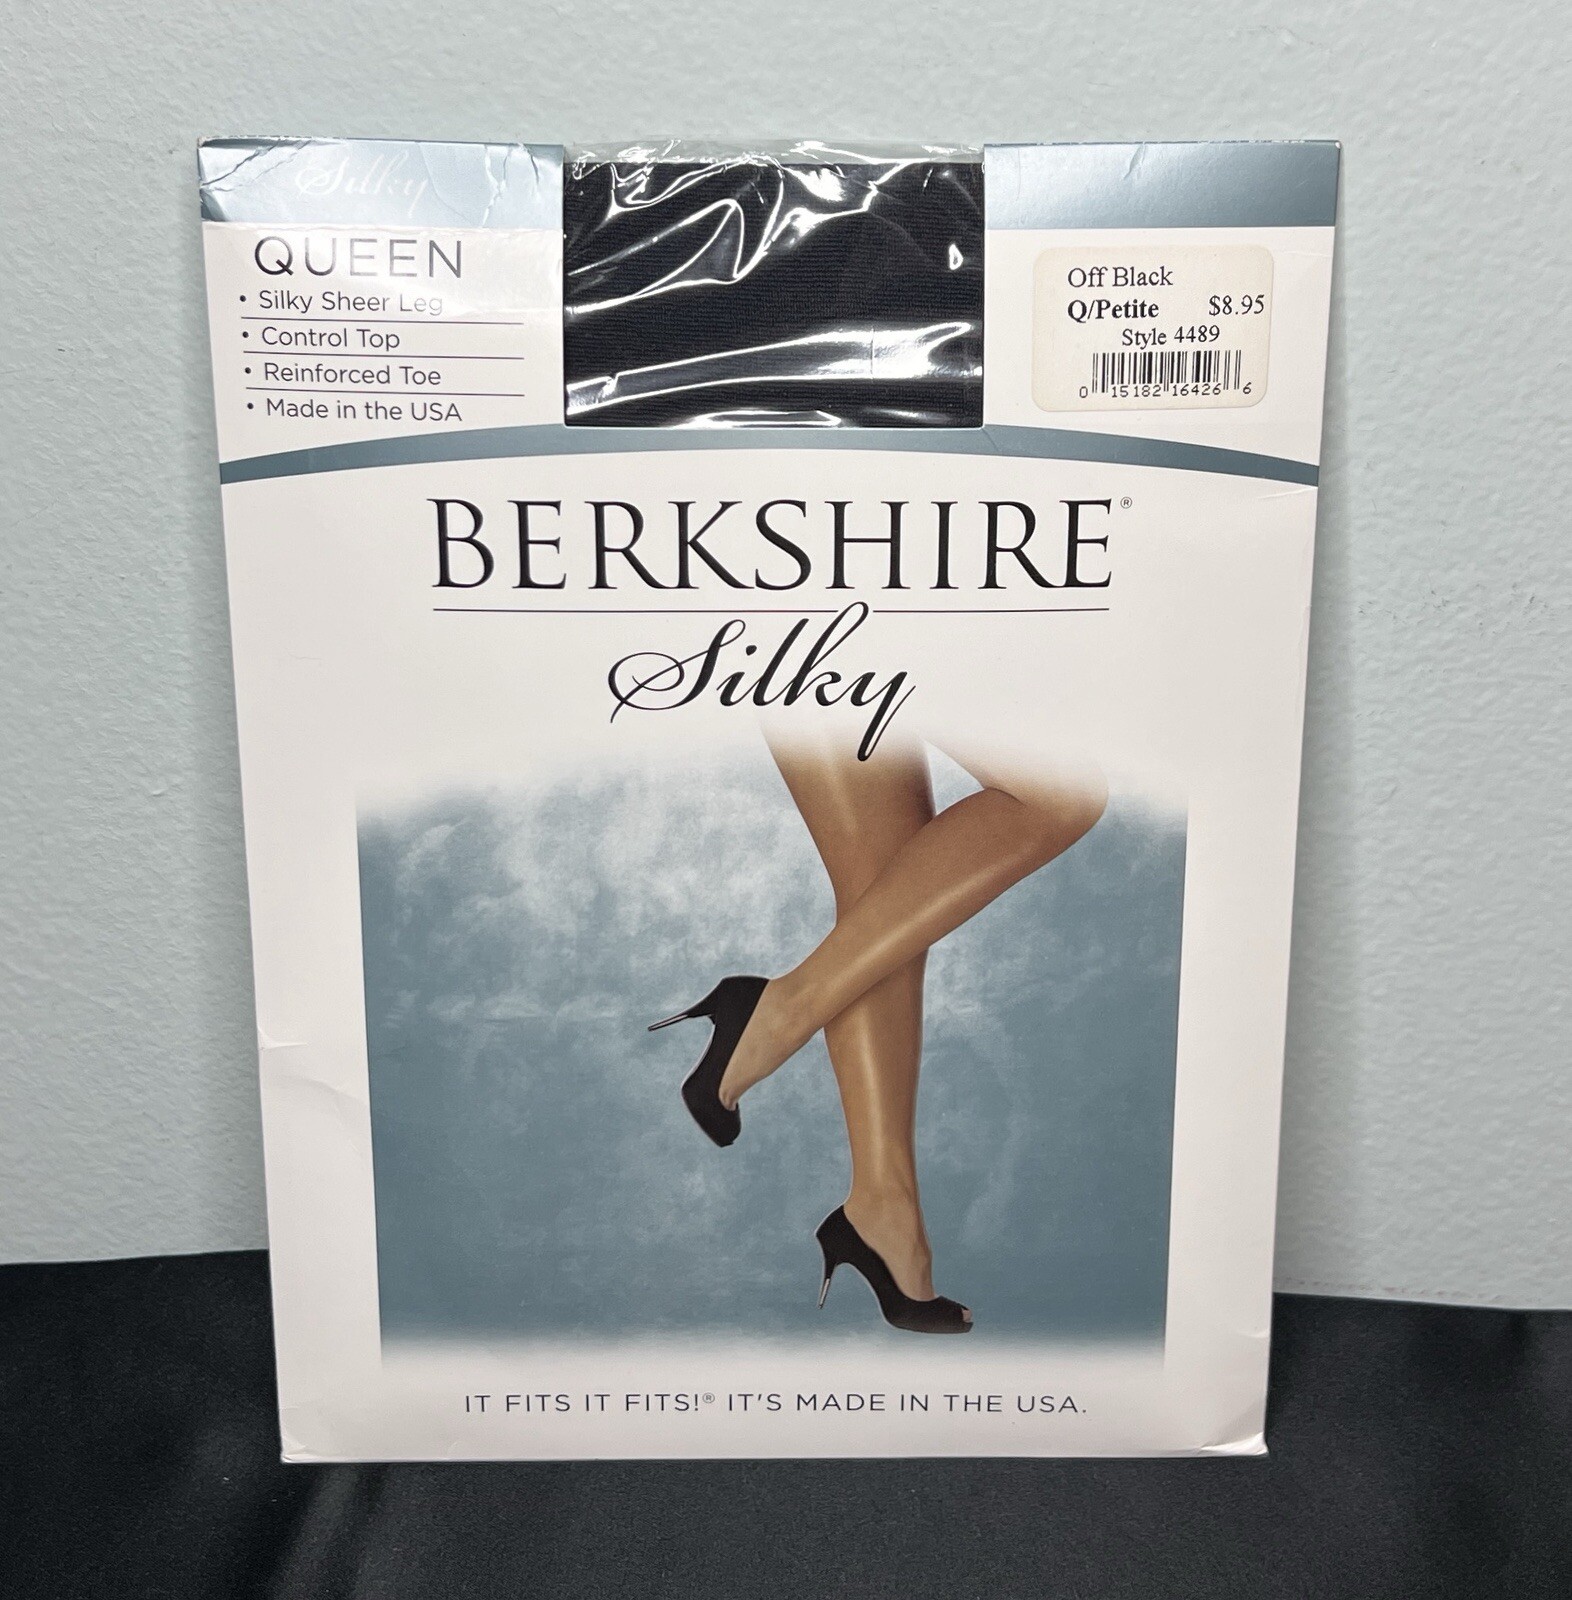 Silky
QUEEN
• Silky Sheer Leg
• Control Top
• Reinforced Toe
• Made in the USA
Off Black
Q/Petite $8.95
Style 4489
0 15182 16426 6
BERKSHIRE®
Silky
IT FITS IT FITS!® IT'S MADE IN THE USA.